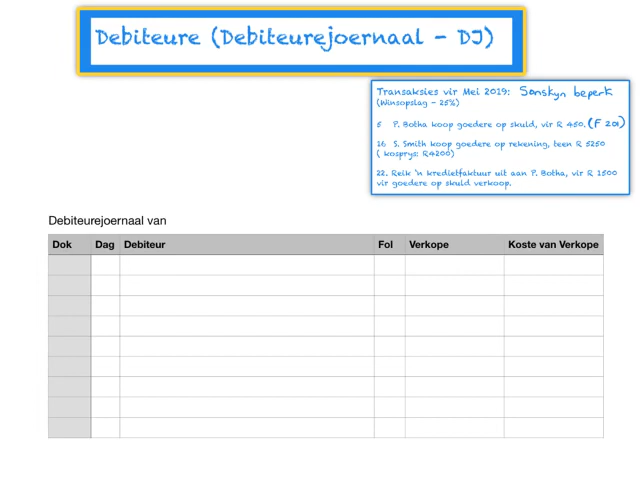 Debiteure (Debiteurejoernaal - DJ)
Transaksies vir Mei 2019: Sonskyn beperk
(Winsopslag - 25%)
5 P. Botha koop goedere op skuld, vir R 450. (F 201)
16 S. Smith koop goedere op rekening, teen R 5250
( kosprys: R4200)
22. Reik 'n kredietfaktuur uit aan P. Botha, vir R 1500
vir goedere op skuld verkoop.
Debiteurejoernaal van
Dok Dag Debiteur Fol Verkope Koste van Verkope